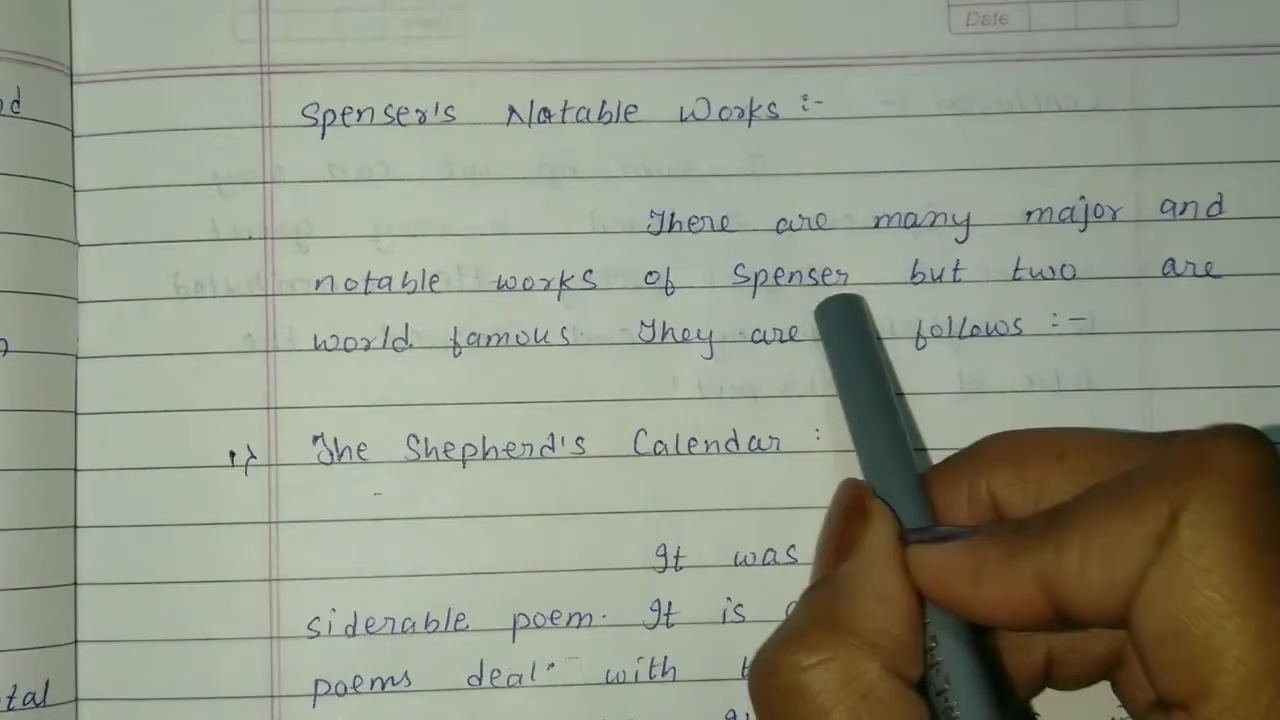 Date
Spenser's Notable Works :-
There are many major and
notable works of Spenser but two are
world famous. They are follows :-
1) The Shepherd's Calendar :
It was
siderable poem. It is
poems deal with